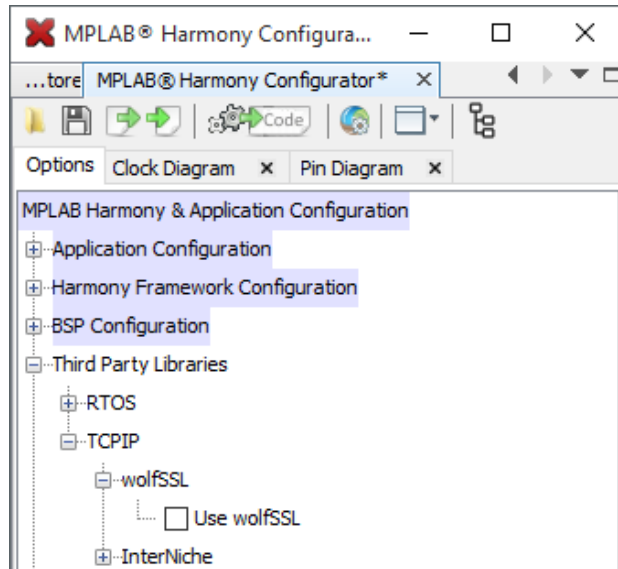 MPLAB® Harmony Configura...
...tore MPLAB® Harmony Configurator*
Code
Options Clock Diagram Pin Diagram
MPLAB Harmony & Application Configuration
Application Configuration
Harmony Framework Configuration
BSP Configuration
Third Party Libraries
RTOS
TCPIP
wolfSSL
Use wolfSSL
InterNiche